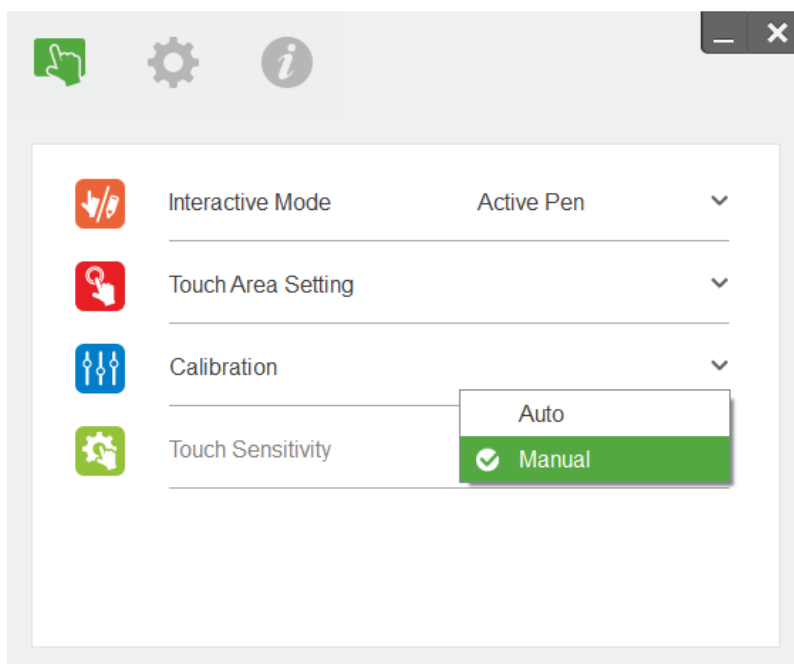 Interactive Mode Active Pen
Touch Area Setting
Calibration
Auto
Touch Sensitivity
Manual